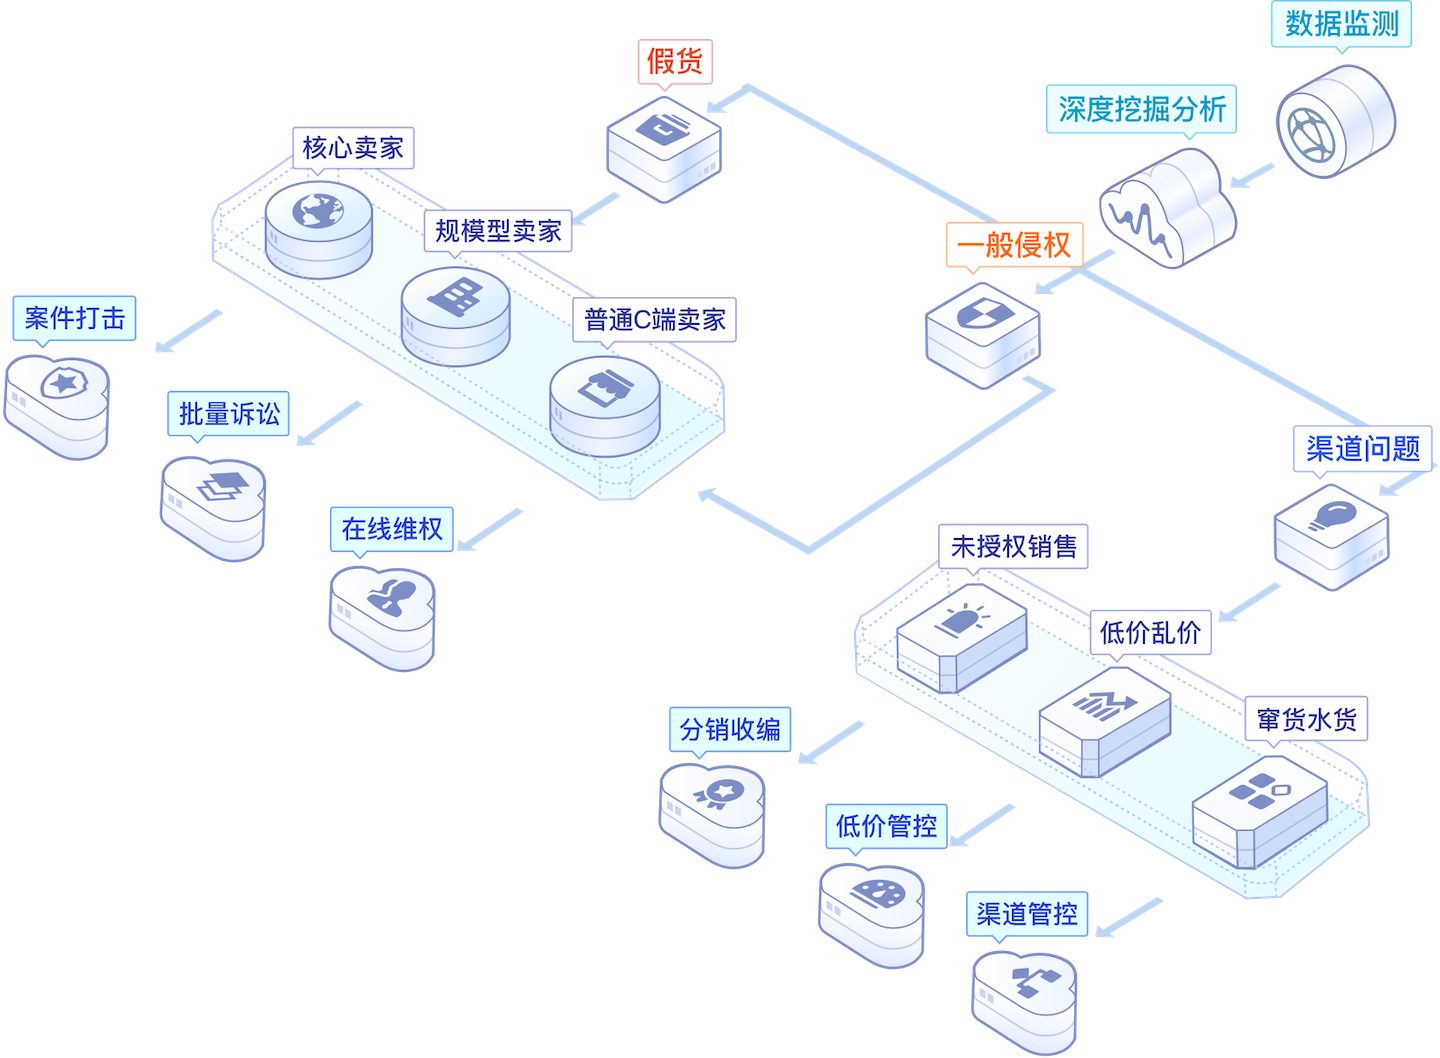 数据监测
深度挖掘分析
假货
一般侵权
渠道问题
核心卖家
规模型卖家
普通C端卖家
案件打击
批量诉讼
在线维权
未授权销售
低价乱价
窜货水货
分销收编
低价管控
渠道管控